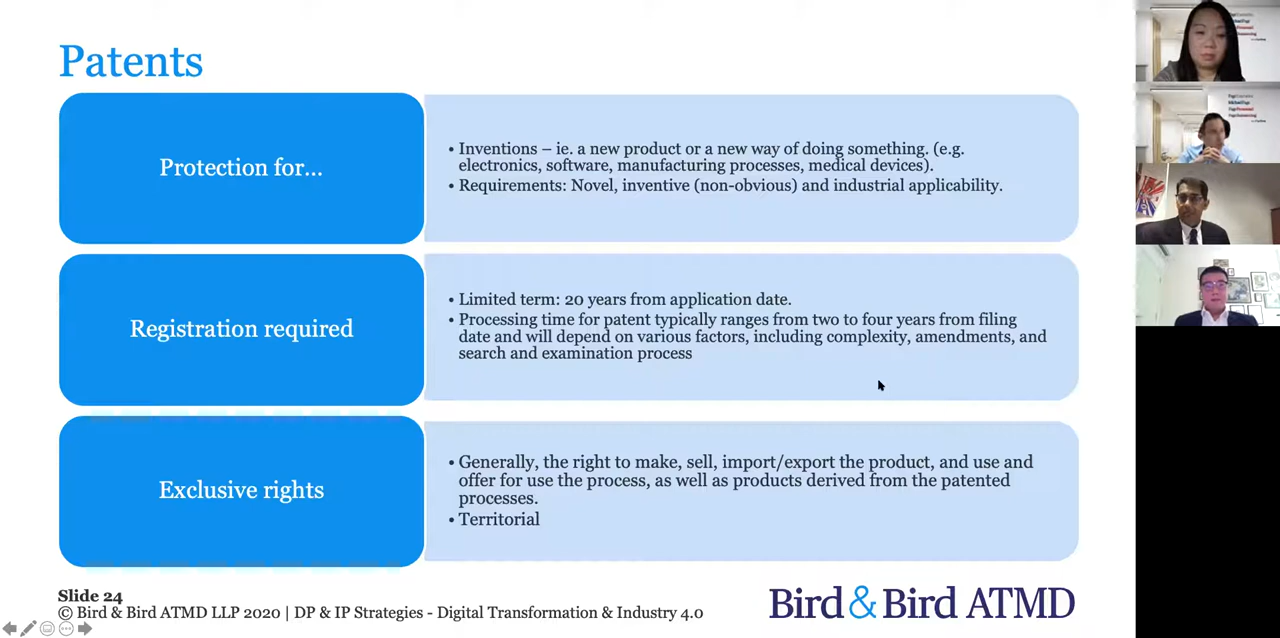 Patents
Protection for...
• Inventions – ie. a new product or a new way of doing something. (e.g.
electronics, software, manufacturing processes, medical devices).
• Requirements: Novel, inventive (non-obvious) and industrial applicability.
Registration required
• Limited term: 20 years from application date.
• Processing time for patent typically ranges from two to four years from filing
date and will depend on various factors, including complexity, amendments, and
search and examination process
Exclusive rights
• Generally, the right to make, sell, import/export the product, and use and
offer for use the process, as well as products derived from the patented
processes.
• Territorial
Slide 24
© Bird & Bird ATMD LLP 2020 | DP & IP Strategies - Digital Transformation & Industry 4.0
Bird & Bird ATMD